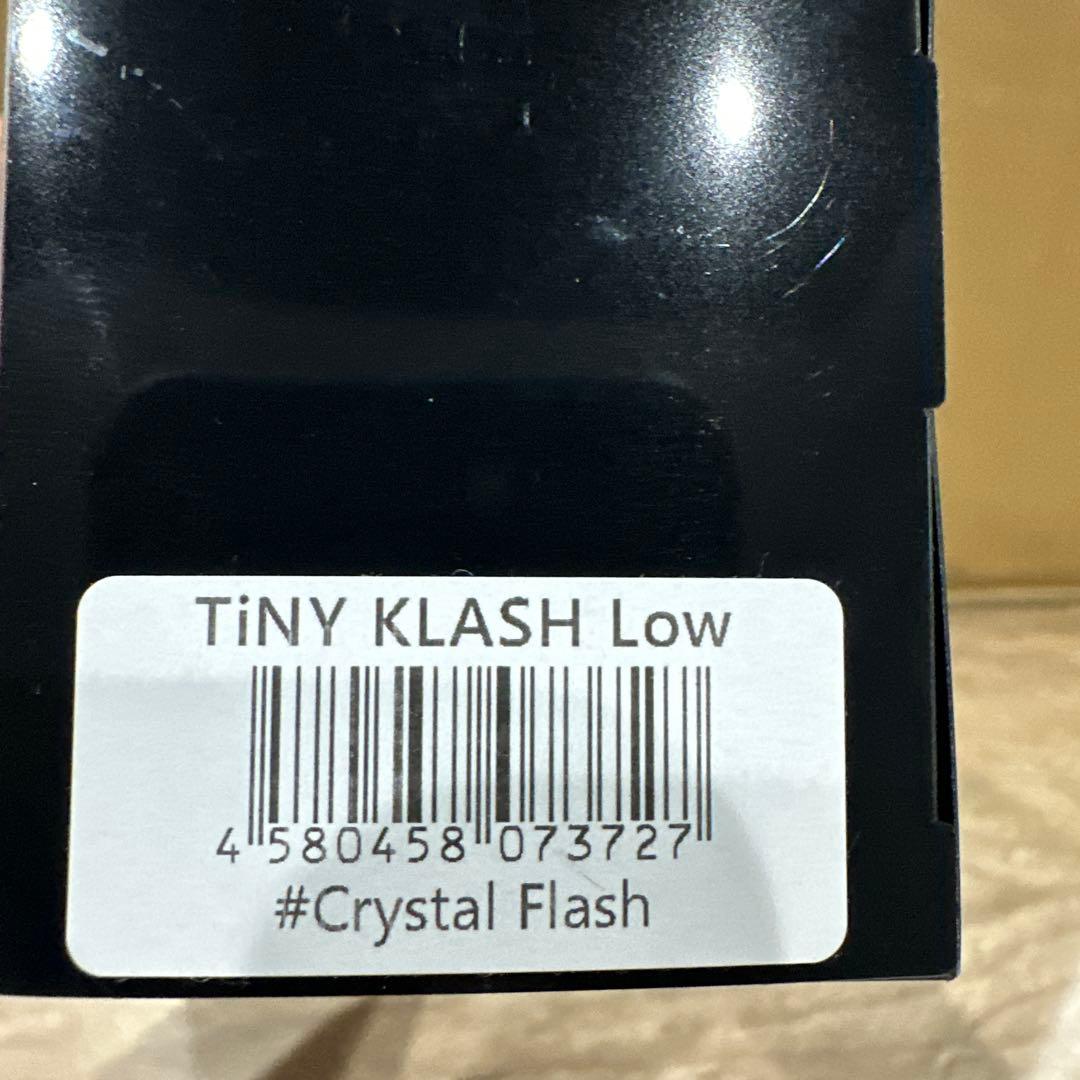 TiNY KLASH Low
4 580458 073727
#Crystal Flash